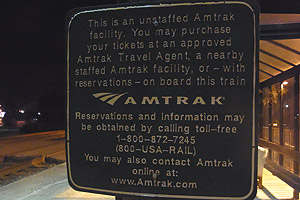 This is an unstaffed Amtrak
facility. You may purchase
your tickets at an approved
Amtrak Travel Agent, a nearby
staffed Amtrak facility, or-with
reservations-on board this train
AMTRAK
Reservations and information may
be obtained by calling toll-free
1-800-872-7245
(800-USA-RAIL)
You may also contact Amtrak
online at:
www.Amtrak.com